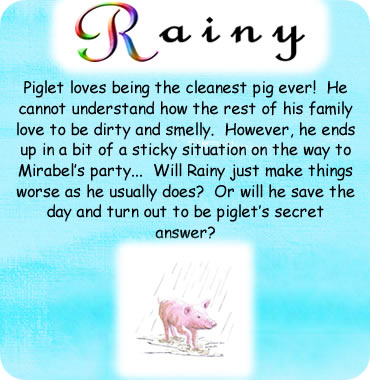 Rainy
Piglet loves being the cleanest pig ever!  He
cannot understand how the rest of his family
love to be dirty and smelly.  However, he ends
up in a bit of a sticky situation on the way to
Mirabel's party...  Will Rainy just make things
worse as he usually does?  Or will he save the
day and turn out to be piglet's secret
answer?